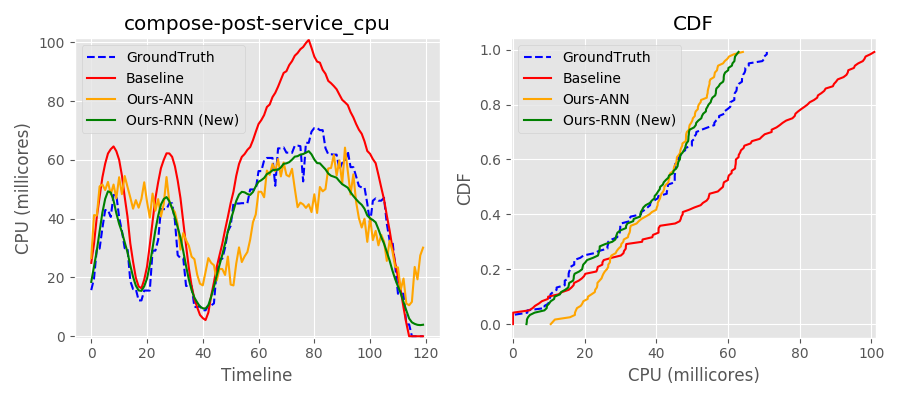 compose-post-service_cpu
CPU (millicores)
100
80
60
40
20
0
GroundTruth
Baseline
Ours-ANN
Ours-RNN (New)
0 20 40 60 80 100 120
Timeline
CDF
CDF
1.0
0.8
0.6
0.4
0.2
0.0
GroundTruth
Baseline
Ours-ANN
Ours-RNN (New)
0 20 40 60 80 100
CPU (millicores)